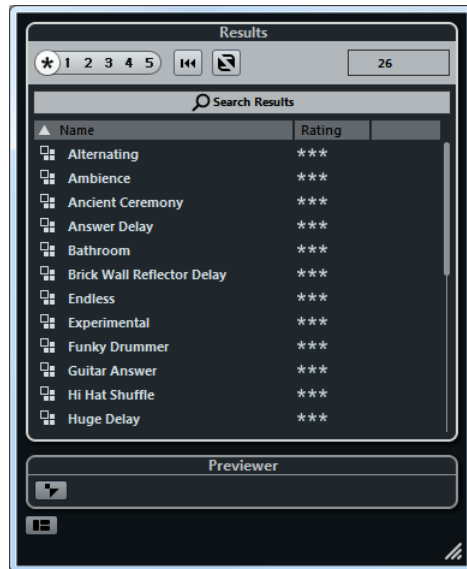 Results
* 1 2 3 4 5 26
Search Results
Name Rating
Alternating ***
Ambience ***
Ancient Ceremony ***
Answer Delay ***
Bathroom ***
Brick Wall Reflector Delay ***
Endless ***
Experimental ***
Funky Drummer ***
Guitar Answer ***
Hi Hat Shuffle ***
Huge Delay ***
Previewer